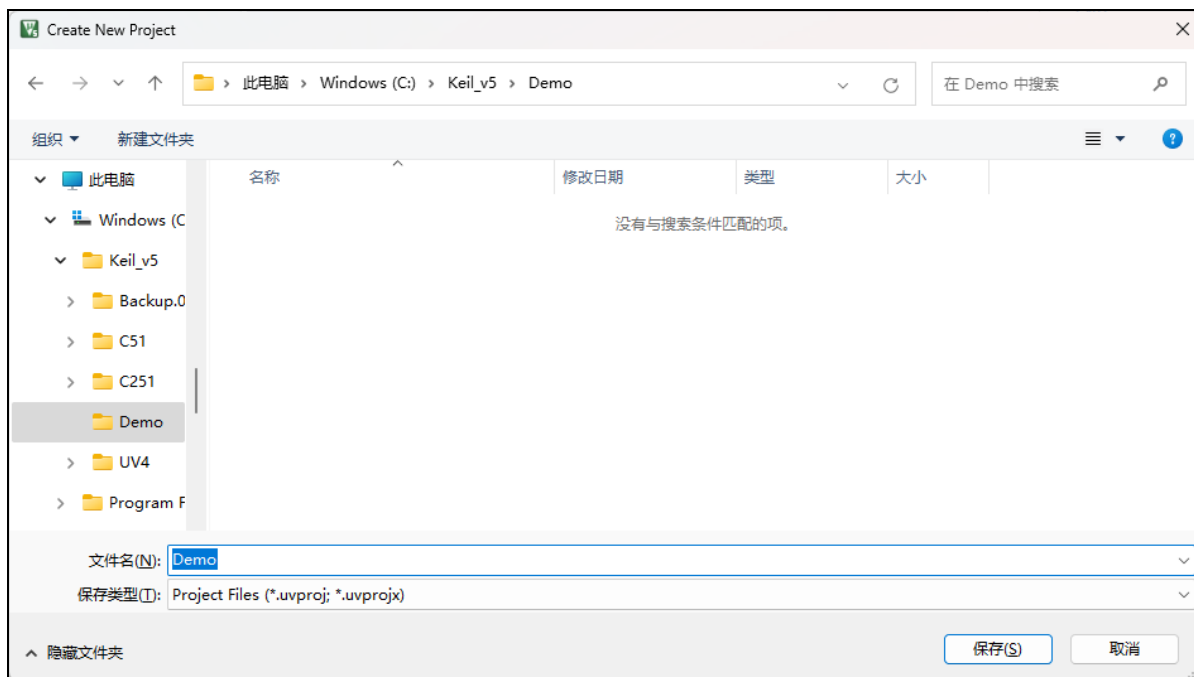 Create New Project
此电脑 > Windows (C:) > Keil_v5 > Demo
在 Demo 中搜索
组织
新建文件夹
名称
修改日期
类型
大小
没有与搜索条件匹配的项。
此电脑
Windows (C
Keil_v5
Backup.0
C51
C251
Demo
UV4
Program F
文件名(N): Demo
保存类型(T): Project Files (*.uvproj; *.uvprojx)
隐藏文件夹
保存(S)
取消